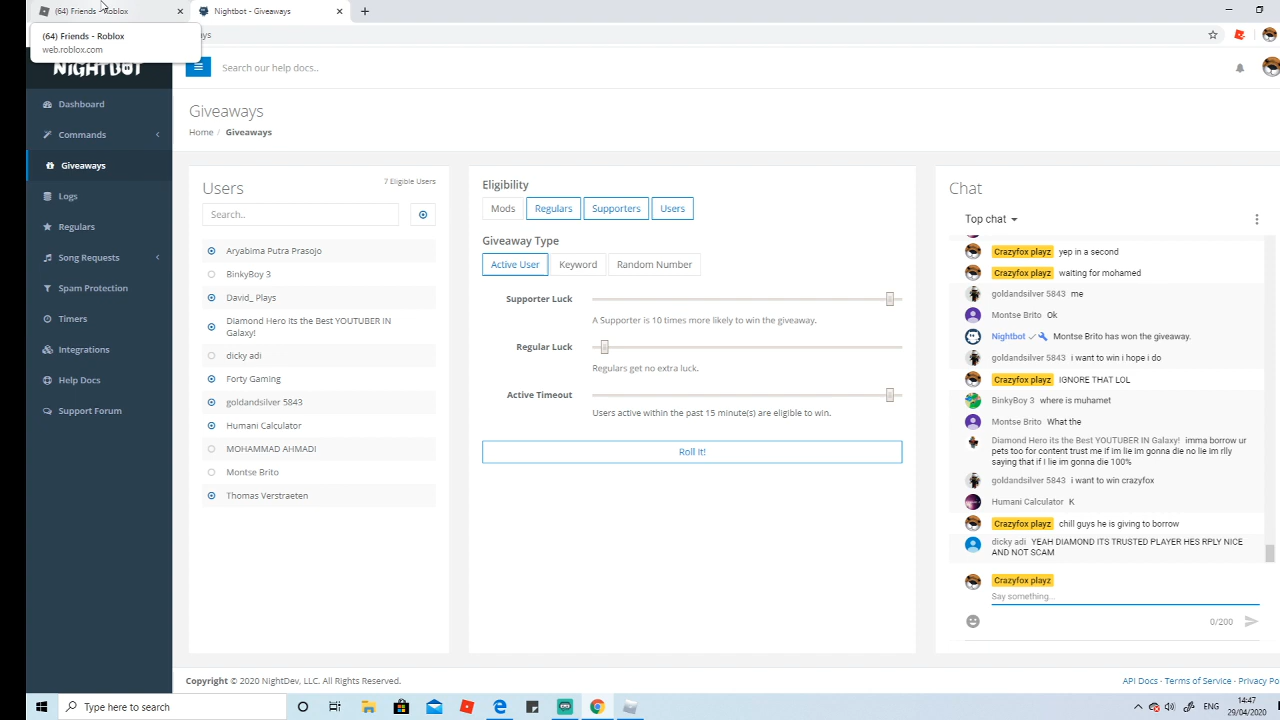 (64) Friends - Roblox
Nightbot - Giveaways
(64) Friends - Roblox
web.roblox.com
ays
NIGHTBOT
Search our help docs..
Dashboard
Commands
Giveaways
Logs
Regulars
Song Requests
Spam Protection
Timers
Integrations
Help Docs
Support Forum
Giveaways
Home / Giveaways
Users
7 Eligible Users
Search..
Aryabima Putra Prasojo
BinkyBoy 3
David_ Plays
Diamond Hero Its the Best YOUTUBER IN
Galaxy!
dicky adi
Forty Gaming
goldandsilver 5843
Humani Calculator
MOHAMMAD AHMADI
Montse Brito
Thomas Verstraeten
Eligibility
Mods Regulars Supporters Users
Giveaway Type
Active User Keyword Random Number
Supporter Luck
A Supporter is 10 times more likely to win the giveaway.
Regular Luck
Regulars get no extra luck.
Active Timeout
Users active within the past 15 minute(s) are eligible to win.
Roll It!
Chat
Top chat
Crazyfox playz yep in a second
Crazyfox playz waiting for mohamed
goldandsilver 5843 me
Montse Brito Ok
Nightbot Montse Brito has won the giveaway.
goldandsilver 5843 i want to win i hope i do
Crazyfox playz IGNORE THAT LOL
BinkyBoy 3 where is muhamet
Montse Brito What the
Diamond Hero its the Best YOUTUBER IN Galaxy! imma borrow ur
pets too for content trust me if im lie im gonna die no lie im rlly
saying that if I lie im gonna die 100%
goldandsilver 5843 i want to win crazyfox
Humani Calculator K
Crazyfox playz chill guys he is giving to borrow
dicky adi YEAH DIAMOND ITS TRUSTED PLAYER HES RPLY NICE
AND NOT SCAM
Crazyfox playz
Say something...
0/200
Copyright © 2020 NightDev, LLC. All Rights Reserved.
API Docs - Terms of Service - Privacy Po
Type here to search
ENG
14:47
29/04/2020